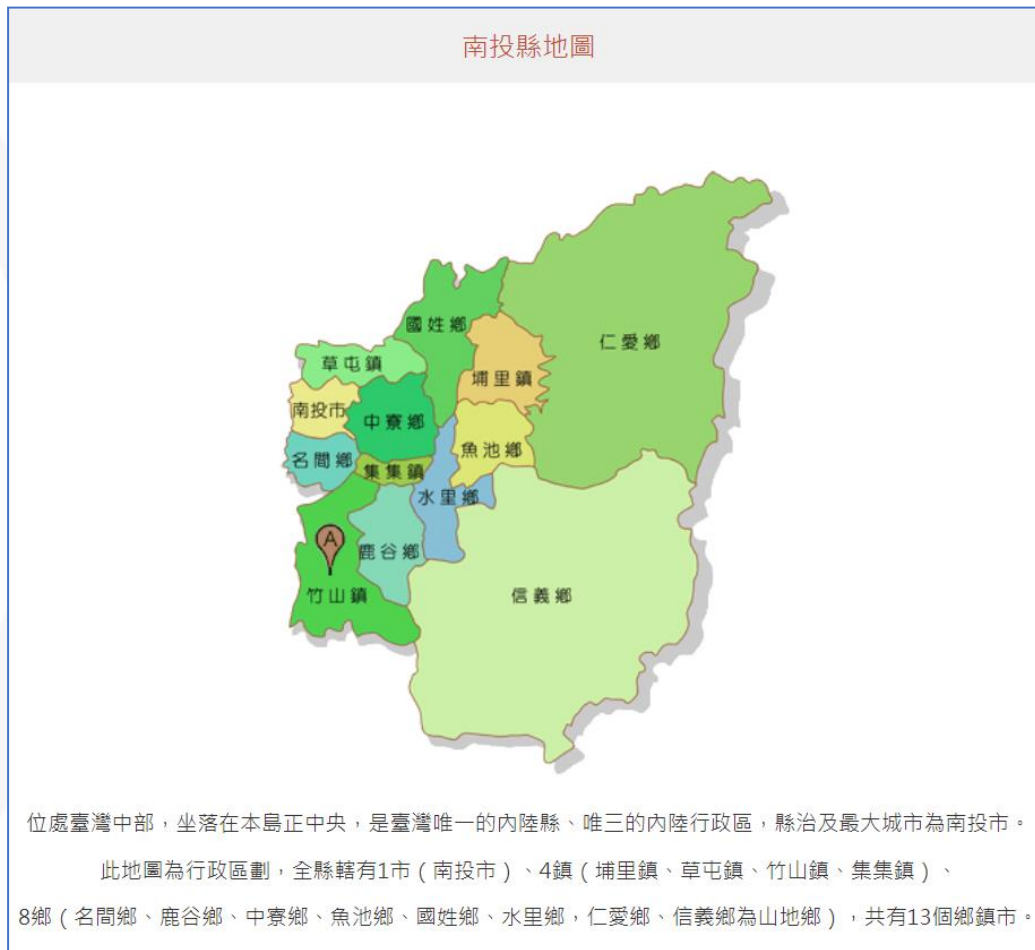 南投縣地圖
仁愛鄉
國姓鄉
草屯鎮
埔里鎮
南投市
中寮鄉
魚池鄉
名間鄉
集集鎮
水里鄉
A
鹿谷鄉
竹山鎮
信義鄉
位處臺灣中部，坐落在本島正中央，是臺灣唯一的內陸縣、唯三的內陸行政區，縣治及最大城市為南投市。
此地圖為行政區劃，全縣轄有1市（南投市）、4鎮（埔里鎮、草屯鎮、竹山鎮、集集鎮）、
8鄉（名間鄉、鹿谷鄉、中寮鄉、魚池鄉、國姓鄉、水里鄉，仁愛鄉、信義鄉為山地鄉），共有13個鄉鎮市。